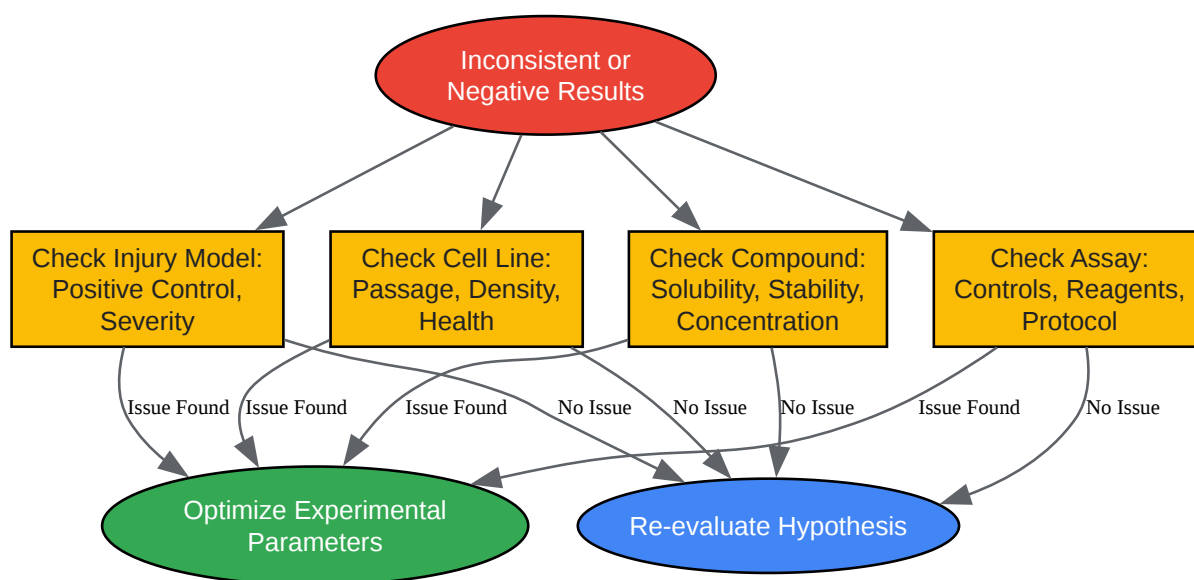 Inconsistent or
Negative Results
Check Injury Model:
Positive Control,
Severity
Check Cell Line:
Passage, Density,
Health
Check Compound:
Solubility, Stability,
Concentration
Check Assay:
Controls, Reagents,
Protocol
Issue Found
Issue Found
Issue Found
No Issue
No Issue
No Issue
Issue Found
No Issue
Optimize Experimental
Parameters
Re-evaluate Hypothesis